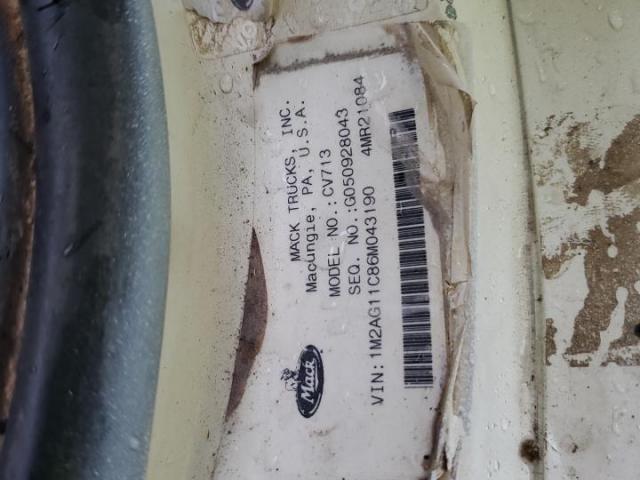 MACK TRUCKS, INC.
Macungie, PA, U.S.A.
MODEL NO.:CV713
SEQ. NO.:G050928043
VIN:1M2AG11C86M043190 4MR21084
Mack